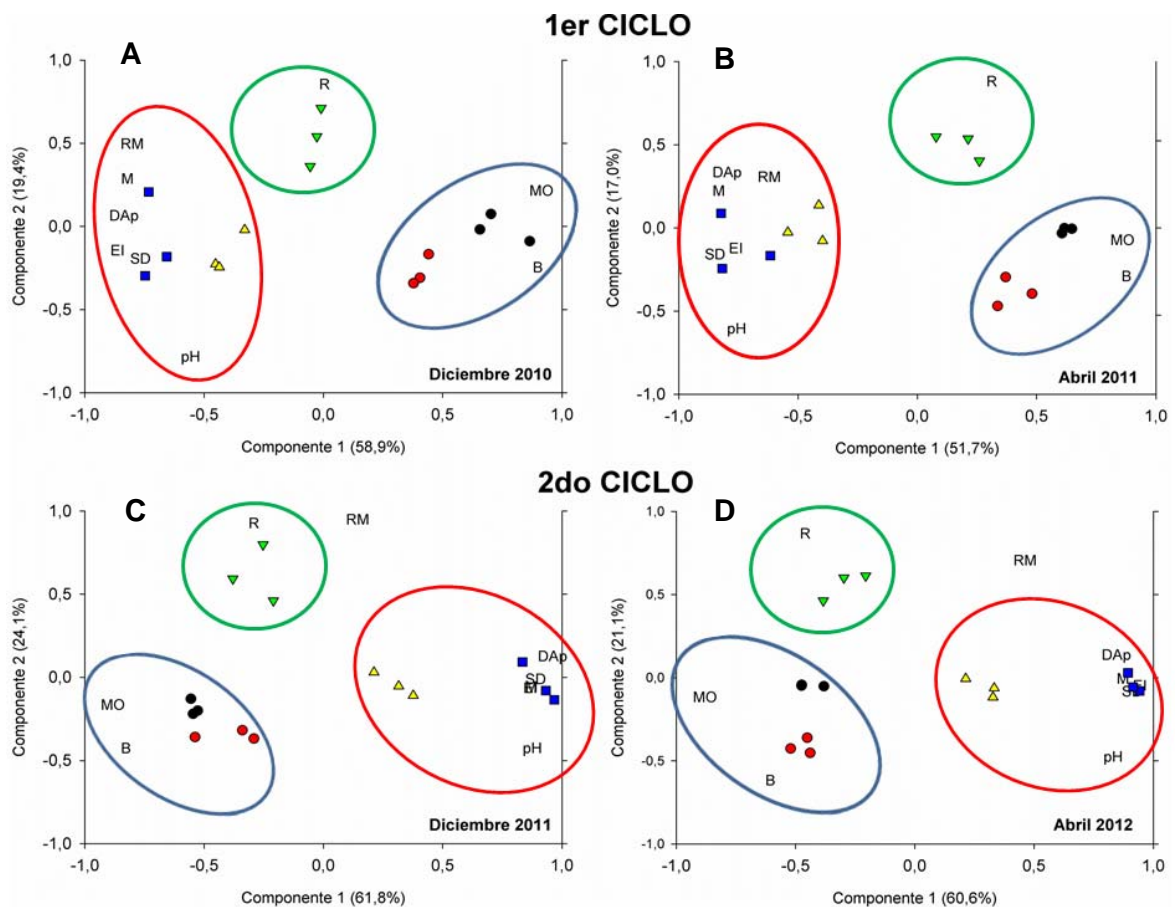 1er CICLO
A
B
1,0
0,5
0,0
-0,5
-1,0
Componente 2 (19,4%)
R
RM
M
DAp
EI
SD
pH
MO
B
Diciembre 2010
-1,0 -0,5 0,0 0,5 1,0
Componente 1 (58,9%)
1,0
0,5
0,0
-0,5
-1,0
Componente 2 (17,0%)
R
DAp RM
M
SD EI
pH
MO
B
Abril 2011
-1,0 -0,5 0,0 0,5 1,0
Componente 1 (51,7%)
2do CICLO
C
D
1,0
0,5
0,0
-0,5
-1,0
Componente 2 (24,1%)
R RM
DAp
SD
MO
B
pH
Diciembre 2011
-1,0 -0,5 0,0 0,5 1,0
Componente 1 (61,8%)
1,0
0,5
0,0
-0,5
-1,0
Componente 2 (21,1%)
R
RM
DAp
M
EI
MO
B
pH
Abril 2012
-1,0 -0,5 0,0 0,5 1,0
Componente 1 (60,6%)